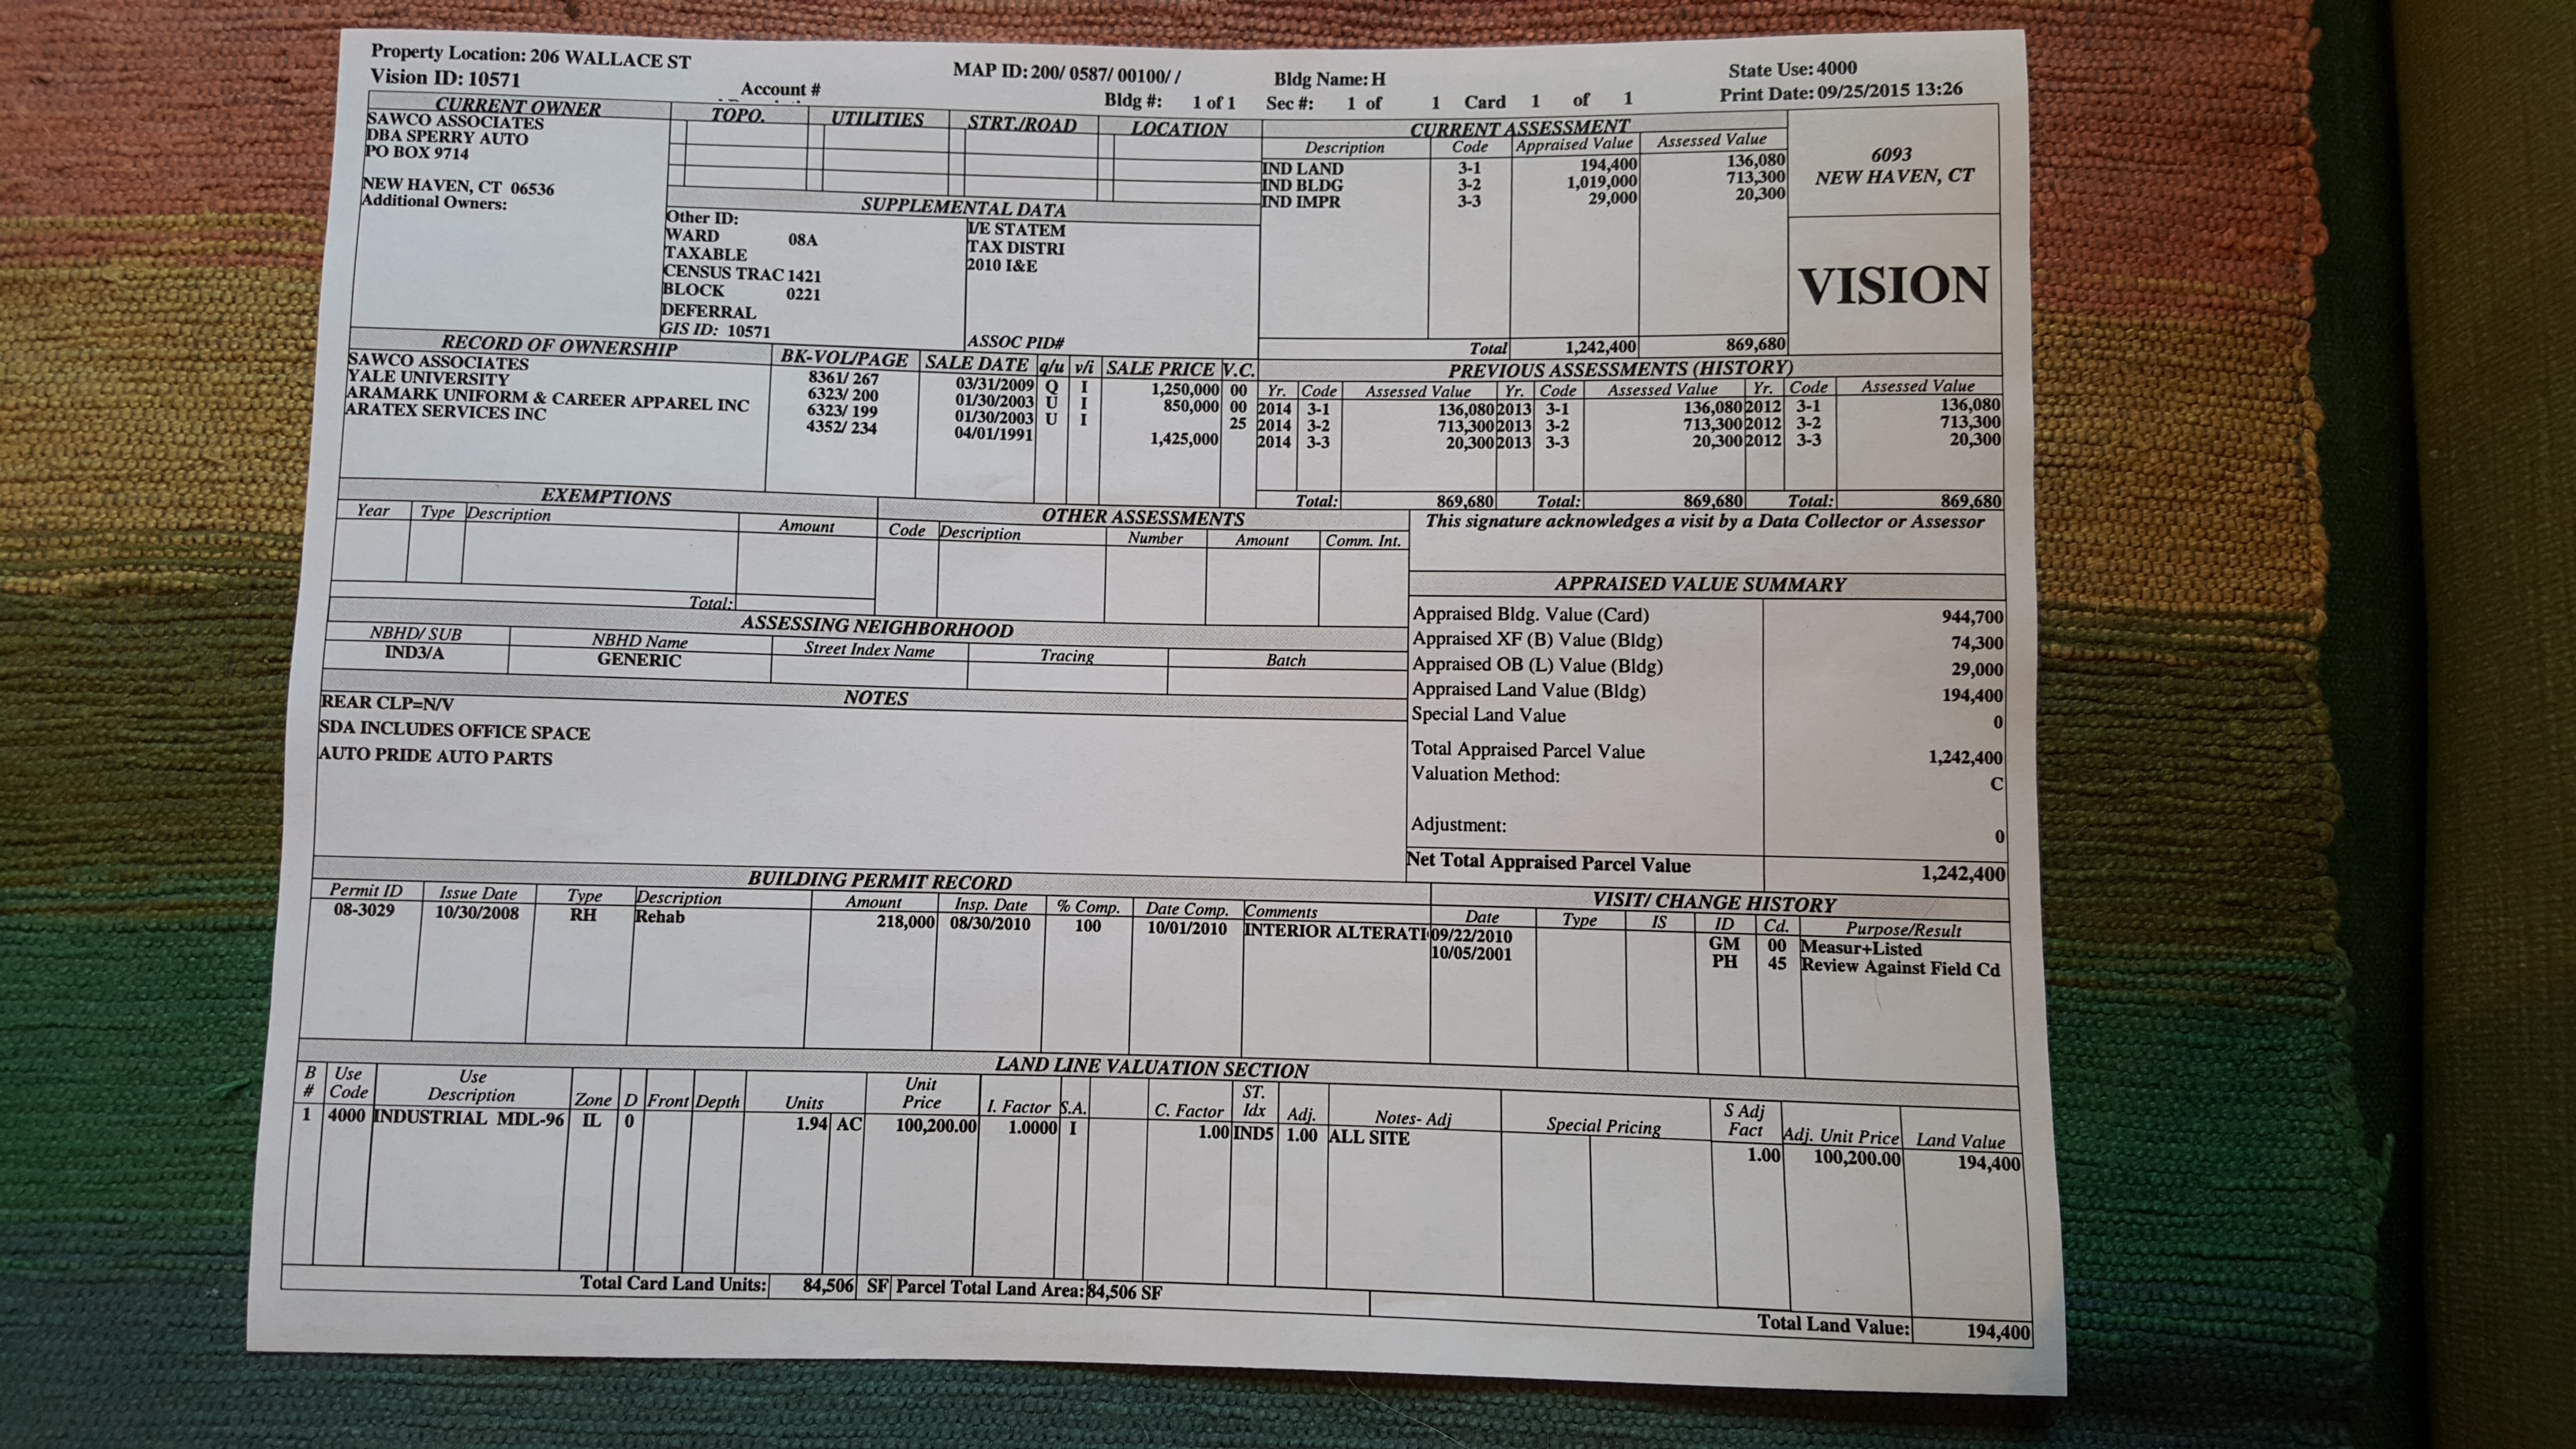 Property Location: 206 WALLACE ST
MAP ID: 200/ 0587/ 00100/ /
Bldg Name: H
State Use: 4000
Vision ID: 10571
Account #
Bldg #: 1 of 1 Sec #: 1 of 1 Card 1 of 1
Print Date: 09/25/2015 13:26
CURRENT OWNER
SAWCO ASSOCIATES
DBA SPERRY AUTO
PO BOX 9714
NEW HAVEN, CT 06536
Additional Owners:
TOPO. UTILITIES STRT./ROAD LOCATION
SUPPLEMENTAL DATA
Other ID:
WARD 08A
TAXABLE
CENSUS TRAC 1421
BLOCK 0221
DEFERRAL
GIS ID: 10571
I/E STATEM
TAX DISTRI
2010 I&E
ASSOC PID#
CURRENT ASSESSMENT
Description Code Appraised Value Assessed Value
IND LAND 3-1 194,400 136,080
IND BLDG 3-2 1,019,000 713,300
IND IMPR 3-3 29,000 20,300
Total 1,242,400 869,680
6093
NEW HAVEN, CT
VISION
RECORD OF OWNERSHIP BK-VOL/PAGE SALE DATE q/u v/i SALE PRICE V.C.
SAWCO ASSOCIATES 8361/ 267 03/31/2009 Q I 1,250,000 00
YALE UNIVERSITY 6323/ 200 01/30/2003 U I 850,000 00
ARAMARK UNIFORM & CAREER APPAREL INC 6323/ 199 01/30/2003 U I 25
ARATEX SERVICES INC 4352/ 234 04/01/1991 1,425,000
PREVIOUS ASSESSMENTS (HISTORY)
Yr. Code Assessed Value Yr. Code Assessed Value Yr. Code Assessed Value
2014 3-1 136,080 2013 3-1 136,080 2012 3-1 136,080
2014 3-2 713,300 2013 3-2 713,300 2012 3-2 713,300
2014 3-3 20,300 2013 3-3 20,300 2012 3-3 20,300
Total: 869,680 Total: 869,680 Total: 869,680
EXEMPTIONS
Year Type Description Amount
Total:
OTHER ASSESSMENTS
Code Description Number Amount Comm. Int.
This signature acknowledges a visit by a Data Collector or Assessor
ASSESSING NEIGHBORHOOD
NBHD/ SUB NBHD Name Street Index Name Tracing Batch
IND3/A GENERIC
NOTES
REAR CLP=N/V
SDA INCLUDES OFFICE SPACE
AUTO PRIDE AUTO PARTS
APPRAISED VALUE SUMMARY
Appraised Bldg. Value (Card) 944,700
Appraised XF (B) Value (Bldg) 74,300
Appraised OB (L) Value (Bldg) 29,000
Appraised Land Value (Bldg) 194,400
Special Land Value 0
Total Appraised Parcel Value 1,242,400
Valuation Method: C
Adjustment: 0
Net Total Appraised Parcel Value 1,242,400
BUILDING PERMIT RECORD
Permit ID Issue Date Type Description Amount Insp. Date % Comp. Date Comp. Comments
08-3029 10/30/2008 RH Rehab 218,000 08/30/2010 100 10/01/2010 INTERIOR ALTERATI
VISIT/ CHANGE HISTORY
Date Type IS ID Cd. Purpose/Result
09/22/2010 GM 00 Measur+Listed
10/05/2001 PH 45 Review Against Field Cd
LAND LINE VALUATION SECTION
B # Use Code Use Description Zone D Front Depth Units Unit Price I. Factor S.A. C. Factor ST. Idx Adj. Notes- Adj Special Pricing S Adj Fact Adj. Unit Price Land Value
1 4000 INDUSTRIAL MDL-96 IL 0 1.94 AC 100,200.00 1.0000 I 1.00 IND5 1.00 ALL SITE 1.00 100,200.00 194,400
Total Card Land Units: 84,506 SF Parcel Total Land Area: 84,506 SF
Total Land Value: 194,400